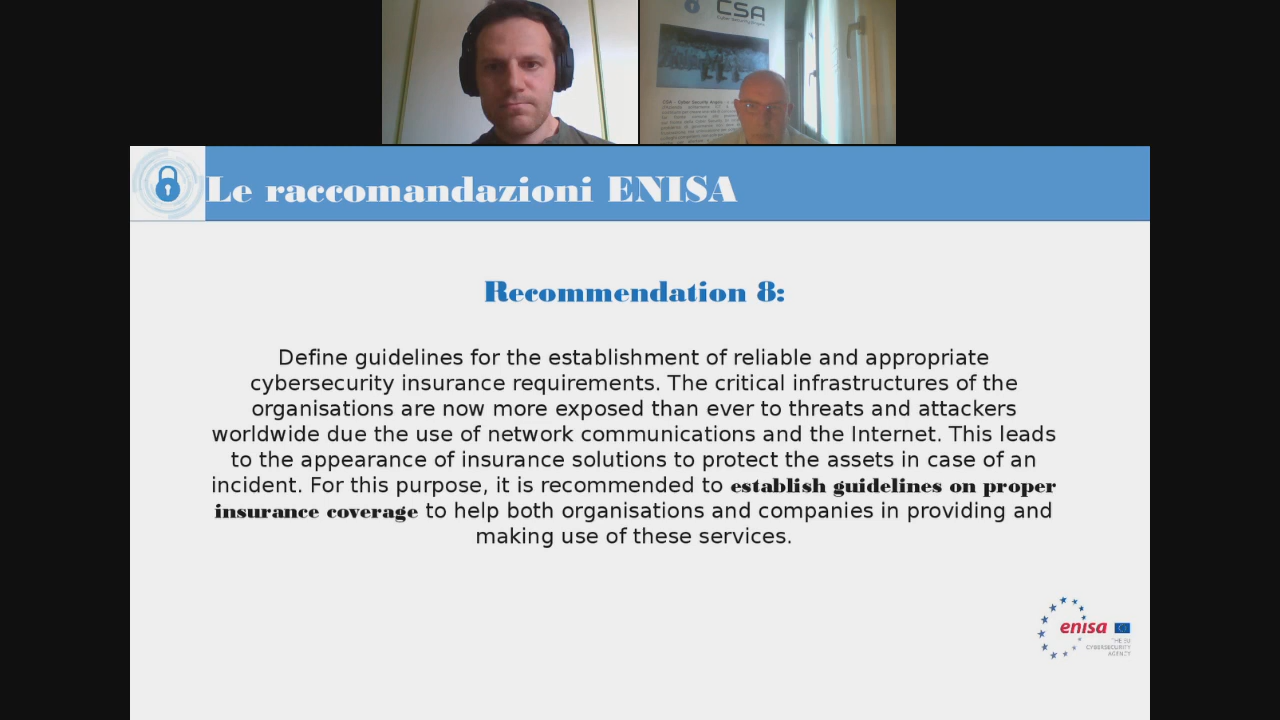 CSA
Le raccomandazioni ENISA
Recommendation 8:
Define guidelines for the establishment of reliable and appropriate
cybersecurity insurance requirements. The critical infrastructures of the
organisations are now more exposed than ever to threats and attackers
worldwide due the use of network communications and the Internet. This leads
to the appearance of insurance solutions to protect the assets in case of an
incident. For this purpose, it is recommended to establish guidelines on proper
insurance coverage to help both organisations and companies in providing and
making use of these services.
enisa
THE EU
CYBERSECURITY
AGENCY